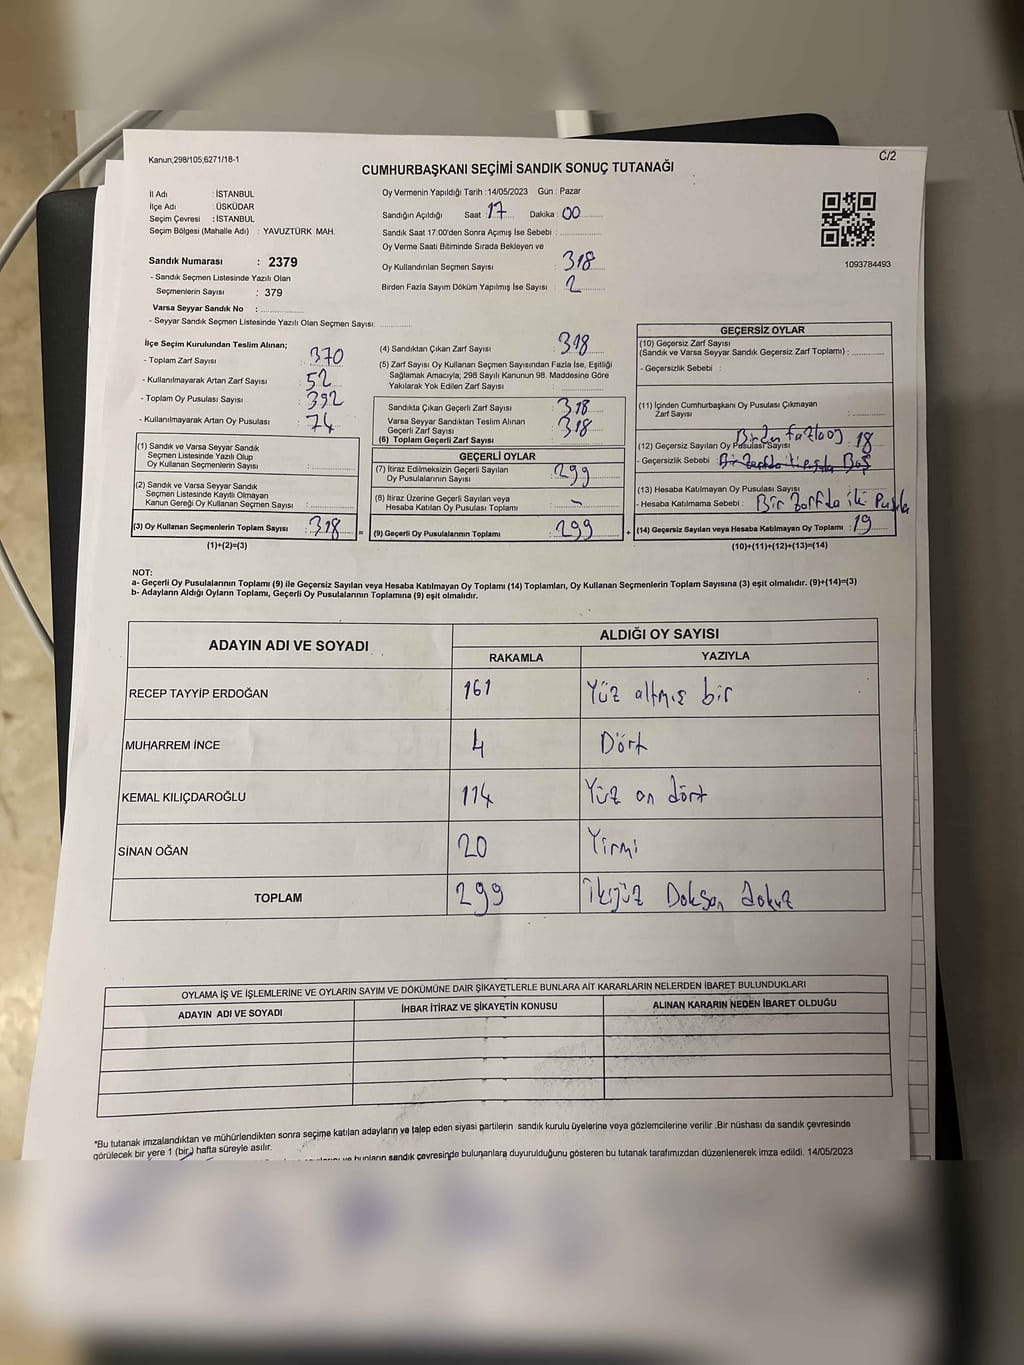 Kanun,298/105,6271/18-1
C/2
CUMHURBAŞKANI SEÇİMİ SANDIK SONUÇ TUTANAĞI
İl Adı : İSTANBUL
İlçe Adı : ÜSKÜDAR
Seçim Çevresi : İSTANBUL
Seçim Bölgesi (Mahalle Adı) : YAVUZTÜRK MAH.
Sandık Numarası : 2379
- Sandık Seçmen Listesinde Yazılı Olan
Seçmenlerin Sayısı : 379
Varsa Seyyar Sandık No :
- Seyyar Sandık Seçmen Listesinde Yazılı Olan Seçmen Sayısı:
Oy Vermenin Yapıldığı Tarih :14/05/2023 Gün : Pazar
Sandığın Açıldığı Saat : 17 Dakika : 00
Sandık Saat 17:00'den Sonra Açımış İse Sebebi :
Oy Verme Saati Bitiminde Sırada Bekleyen ve
Oy Kullandırılan Seçmen Sayısı : 318
Birden Fazla Sayım Döküm Yapılmış İse Sayısı : 2
1093784493
İlçe Seçim Kurulundan Teslim Alınan;
- Toplam Zarf Sayısı : 370
- Kullanılmayarak Artan Zarf Sayısı : 52
- Toplam Oy Pusulası Sayısı : 392
- Kullanılmayarak Artan Oy Pusulası : 74
(1) Sandık ve Varsa Seyyar Sandık
Seçmen Listesinde Yazılı Olup
Oy Kullanan Seçmenlerin Sayısı :
(2) Sandık ve Varsa Seyyar Sandık
Seçmen Listesinde Kayıtlı Olmayan
Kanun Gereği Oy Kullanan Seçmen Sayısı :
(3) Oy Kullanan Seçmenlerin Toplam Sayısı : 318
(1)+(2)=(3)
(4) Sandıktan Çıkan Zarf Sayısı : 318
(5) Zarf Sayısı Oy Kullanan Seçmen Sayısından Fazla İse, Eşitliği
Sağlamak Amacıyla; 298 Sayılı Kanunun 98. Maddesine Göre
Yakılarak Yok Edilen Zarf Sayısı :
Sandıkta Çıkan Geçerli Zarf Sayısı : 318
Varsa Seyyar Sandıktan Teslim Alınan
Geçerli Zarf Sayısı : 318
(6) Toplam Geçerli Zarf Sayısı
GEÇERLİ OYLAR
(7) İtiraz Edilmeksizin Geçerli Sayılan
Oy Pusulalarının Sayısı : 299
(8) İtiraz Üzerine Geçerli Sayılan veya
Hesaba Katılan Oy Pusulası Toplamı : -
(9) Geçerli Oy Pusulalarının Toplamı : 299
GEÇERSİZ OYLAR
(10) Geçersiz Zarf Sayısı
(Sandık ve Varsa Seyyar Sandık Geçersiz Zarf Toplamı) :
- Geçersizlik Sebebi :
(11) İçinden Cumhurbaşkanı Oy Pusulası Çıkmayan
Zarf Sayısı :
Birden fazla oy
(12) Geçersiz Sayılan Oy Pusulası Sayısı : 18
- Geçersizlik Sebebi : Boş
(13) Hesaba Katılmayan Oy Pusulası Sayısı
- Hesaba Katılmama Sebebi : Bir Zarfda iki Pusula
(14) Geçersiz Sayılan veya Hesaba Katılmayan Oy Toplamı : 19
(10)+(11)+(12)+(13)=(14)
NOT:
a- Geçerli Oy Pusulalarının Toplamı (9) ile Geçersiz Sayılan veya Hesaba Katılmayan Oy Toplamı (14) Toplamları, Oy Kullanan Seçmenlerin Toplam Sayısına (3) eşit olmalıdır. (9)+(14)=(3)
b- Adayların Aldığı Oyların Toplamı, Geçerli Oy Pusulalarının Toplamına (9) eşit olmalıdır.
ADAYIN ADI VE SOYADI ALDIĞI OY SAYISI
RAKAMLA YAZIYLA
RECEP TAYYİP ERDOĞAN 161 Yüz altmış bir
MUHARREM İNCE 4 Dört
KEMAL KILIÇDAROĞLU 114 Yüz on dört
SİNAN OĞAN 20 Yirmi
TOPLAM 299 İkiyüz Doksan dokuz
OYLAMA İŞ VE İŞLEMLERİNE VE OYLARIN SAYIM VE DÖKÜMÜNE DAİR ŞİKAYETLERLE BUNLARA AİT KARARLARIN NELERDEN İBARET BULUNDUKLARI
ADAYIN ADI VE SOYADI İHBAR İTİRAZ VE ŞİKAYETİN KONUSU ALINAN KARARIN NEDEN İBARET OLDUĞU
*Bu tutanak imzalandıktan ve mühürlendikten sonra seçime katılan adayların ve talep eden siyasi partilerin sandık kurulu üyelerine veya gözlemcilerine verilir .Bir nüshası da sandık çevresinde
görülecek bir yere 1 (bir) hafta süreyle asılır.
ve bunların sandık çevresinde bulunanlara duyurulduğunu gösteren bu tutanak tarafımızdan düzenlenerek imza edildi. 14/05/2023